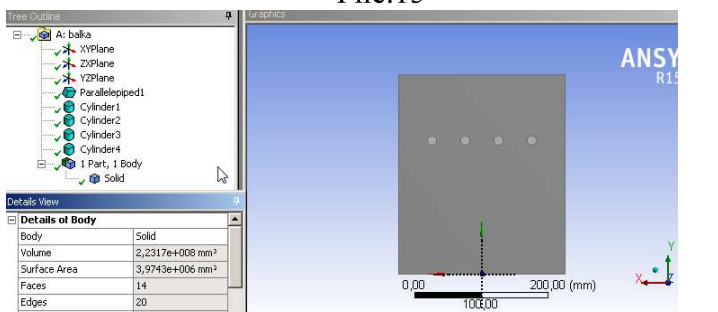 Tree Outline
Graphics
A: balka
XYPlane
ZXPlane
YZPlane
Parallelepiped1
Cylinder1
Cylinder2
Cylinder3
Cylinder4
1 Part, 1 Body
Solid
Details View
Details of Body
Body Solid
Volume 2,2317e+008 mm³
Surface Area 3,9743e+006 mm²
Faces 14
Edges 20
ANSY
R15
0,00 200,00 (mm)
100,00
Y
X
Z